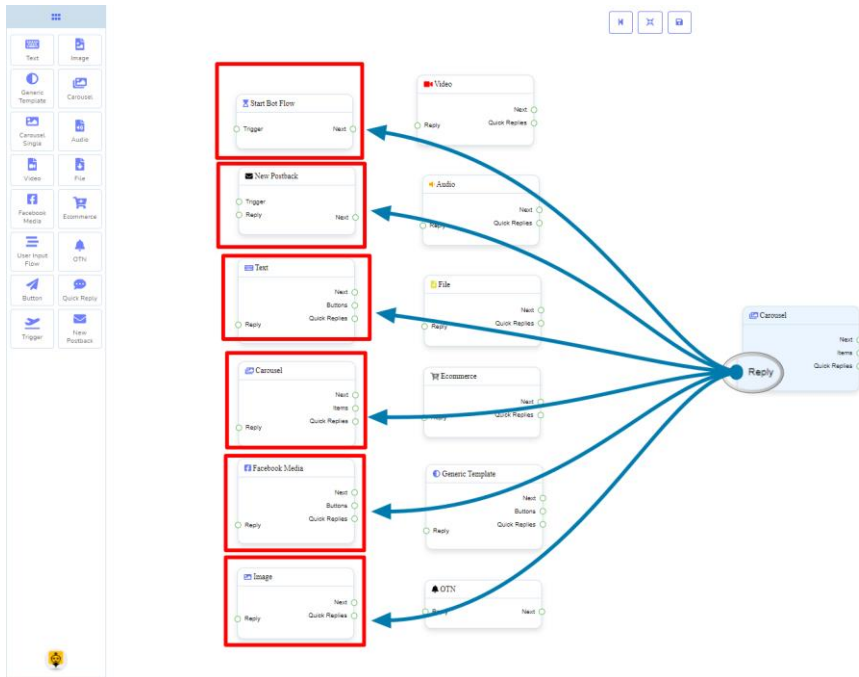 Text
Image
Generic
Template
Carousel
Carousel
Single
Audio
Video
File
Facebook
Media
Ecommerce
User Input
Flow
OTN
Button
Quick Reply
Trigger
New
Postback
Start Bot Flow
Trigger
Next
New Postback
Trigger
Reply
Next
Text
Next
Buttons
Quick Replies
Reply
Carousel
Next
Items
Quick Replies
Reply
Facebook Media
Next
Buttons
Quick Replies
Reply
Image
Next
Quick Replies
Reply
Video
Next
Quick Replies
Reply
Audio
Next
Quick Replies
Reply
File
Next
Quick Replies
Reply
Ecommerce
Next
Quick Replies
Reply
Generic Template
Next
Buttons
Quick Replies
Reply
OTN
Reply
Next
Carousel
Next
Items
Quick Replies
Reply